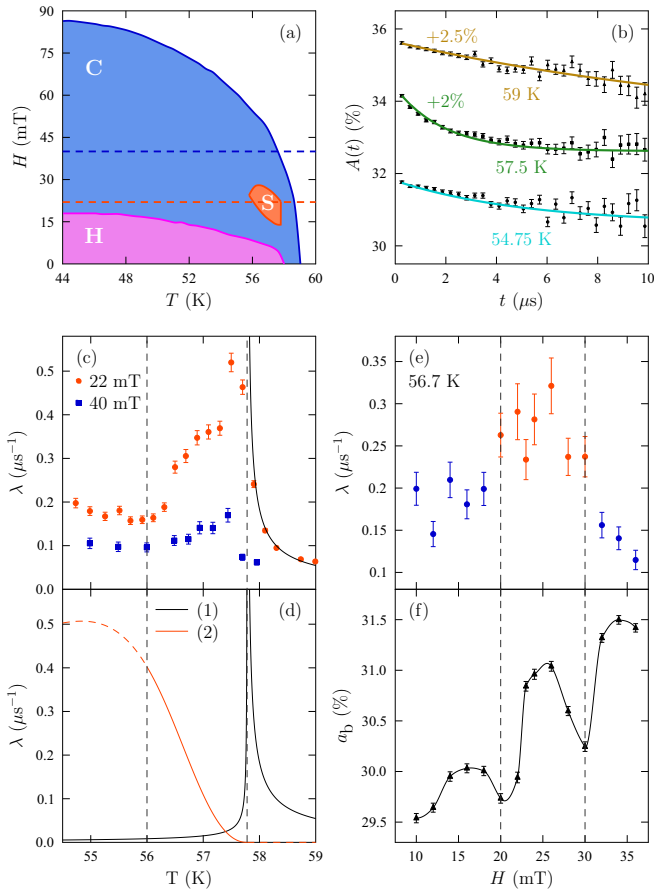 90
75
60
45
30
15
0
H (mT)
(a)
C
S
H
44
48
52
56
60
T (K)
36
34
32
30
A(t) (%)
(b)
+2.5%
59 K
+2%
57.5 K
54.75 K
0
2
4
6
8
10
t (μs)
0.5
0.4
0.3
0.2
0.1
0.0
λ (μs⁻¹)
(c)
22 mT
40 mT
0.35
0.3
0.25
0.2
0.15
0.1
λ (μs⁻¹)
(e)
56.7 K
0.5
0.4
0.3
0.2
0.1
0.0
λ (μs⁻¹)
(1)
(2)
(d)
55
56
57
58
59
T (K)
31.5
31.0
30.5
30.0
29.5
a_b (%)
(f)
10
15
20
25
30
35
H (mT)